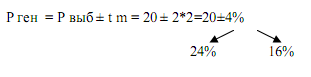 Р ген = Р выб ± t m = 20 ± 2*2=20±4%
24% 16%